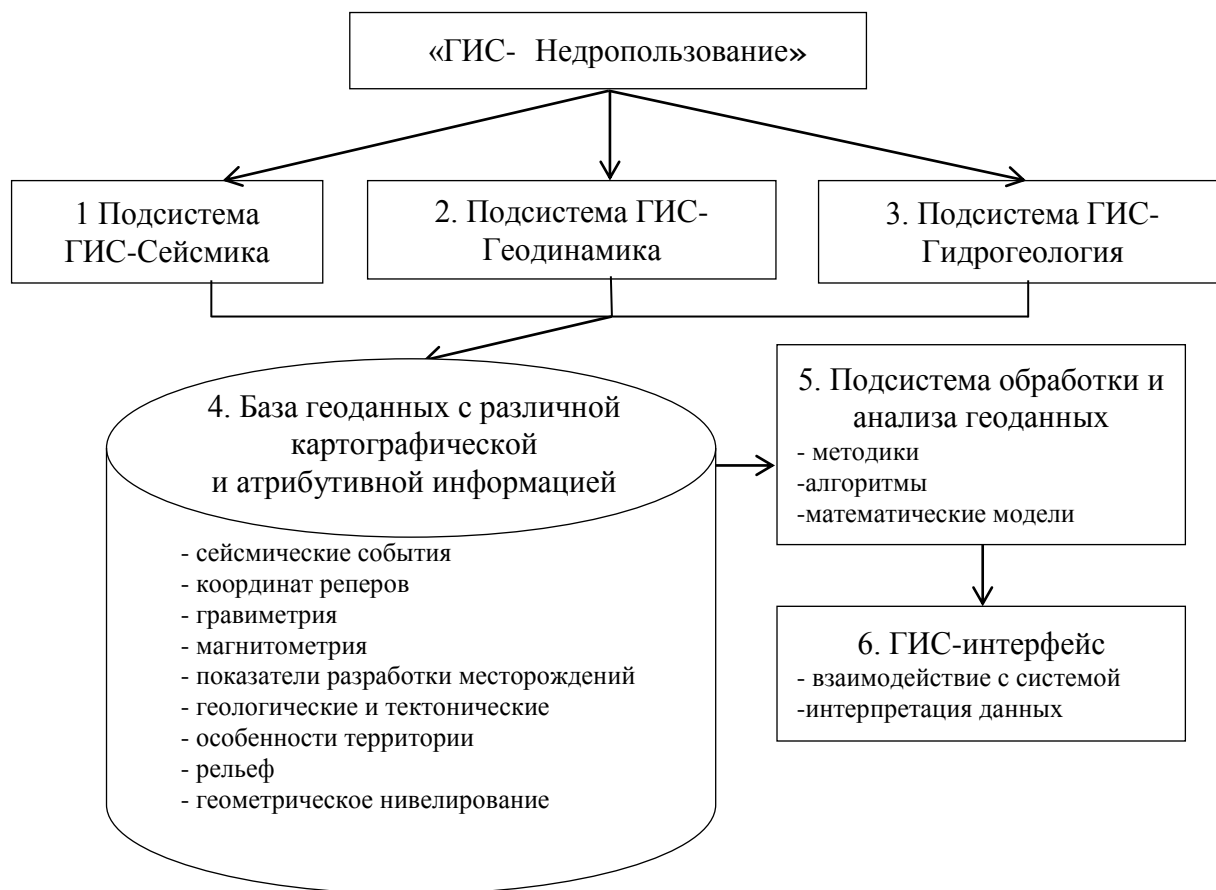 «ГИС- Недропользование»
1 Подсистема
ГИС-Сейсмика
2. Подсистема ГИС-
Геодинамика
3. Подсистема ГИС-
Гидрогеология
4. База геоданных с различной
картографической
и атрибутивной информацией
- сейсмические события
- координат реперов
- гравиметрия
- магнитометрия
- показатели разработки месторождений
- геологические и тектонические
- особенности территории
- рельеф
- геометрическое нивелирование
5. Подсистема обработки и
анализа геоданных
- методики
-алгоритмы
-математические модели
6. ГИС-интерфейс
- взаимодействие с системой
-интерпретация данных